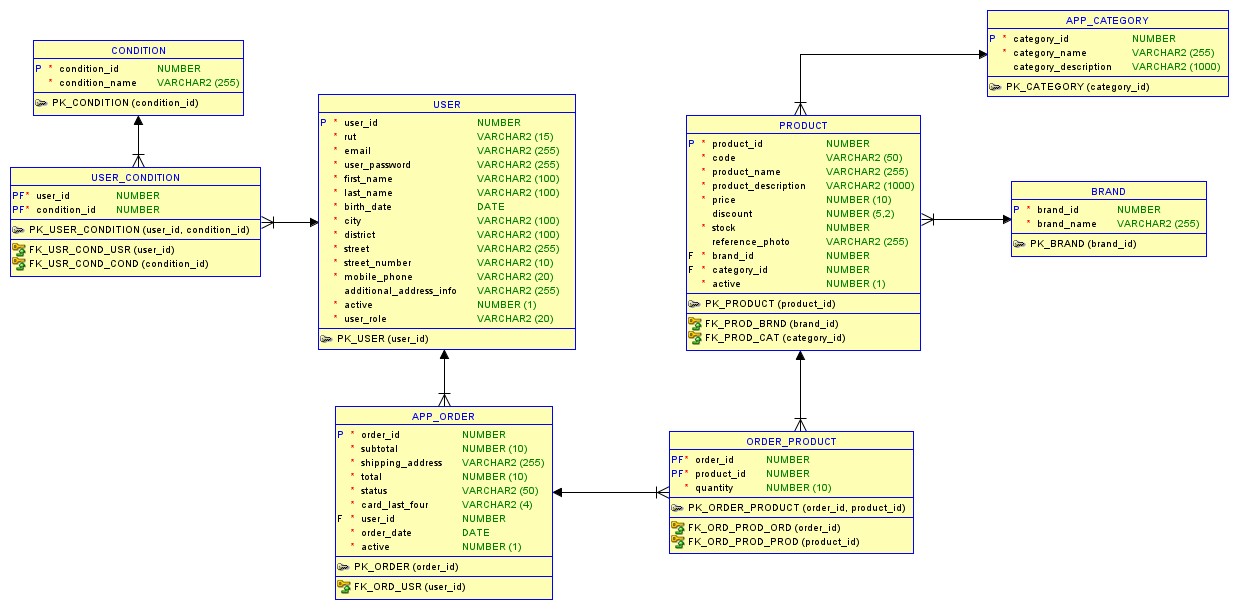 CONDITION
P * condition_id NUMBER
* condition_name VARCHAR2 (255)
PK_CONDITION (condition_id)
USER_CONDITION
PF* user_id NUMBER
PF* condition_id NUMBER
PK_USER_CONDITION (user_id, condition_id)
FK_USR_COND_USR (user_id)
FK_USR_COND_COND (condition_id)
USER
P * user_id NUMBER
* rut VARCHAR2 (15)
* email VARCHAR2 (255)
* user_password VARCHAR2 (255)
* first_name VARCHAR2 (100)
* last_name VARCHAR2 (100)
* birth_date DATE
* city VARCHAR2 (100)
* district VARCHAR2 (100)
* street VARCHAR2 (255)
* street_number VARCHAR2 (10)
* mobile_phone VARCHAR2 (20)
additional_address_info VARCHAR2 (255)
* active NUMBER (1)
* user_role VARCHAR2 (20)
PK_USER (user_id)
APP_ORDER
P * order_id NUMBER
* subtotal NUMBER (10)
* shipping_address VARCHAR2 (255)
* total NUMBER (10)
* status VARCHAR2 (50)
* card_last_four VARCHAR2 (4)
F * user_id NUMBER
* order_date DATE
* active NUMBER (1)
PK_ORDER (order_id)
FK_ORD_USR (user_id)
PRODUCT
P * product_id NUMBER
* code VARCHAR2 (50)
* product_name VARCHAR2 (255)
* product_description VARCHAR2 (1000)
* price NUMBER (10)
discount NUMBER (5,2)
* stock NUMBER
reference_photo VARCHAR2 (255)
F * brand_id NUMBER
F * category_id NUMBER
* active NUMBER (1)
PK_PRODUCT (product_id)
FK_PROD_BRND (brand_id)
FK_PROD_CAT (category_id)
ORDER_PRODUCT
PF* order_id NUMBER
PF* product_id NUMBER
* quantity NUMBER (10)
PK_ORDER_PRODUCT (order_id, product_id)
FK_ORD_PROD_ORD (order_id)
FK_ORD_PROD_PROD (product_id)
APP_CATEGORY
P * category_id NUMBER
* category_name VARCHAR2 (255)
category_description VARCHAR2 (1000)
PK_CATEGORY (category_id)
BRAND
P * brand_id NUMBER
* brand_name VARCHAR2 (255)
PK_BRAND (brand_id)